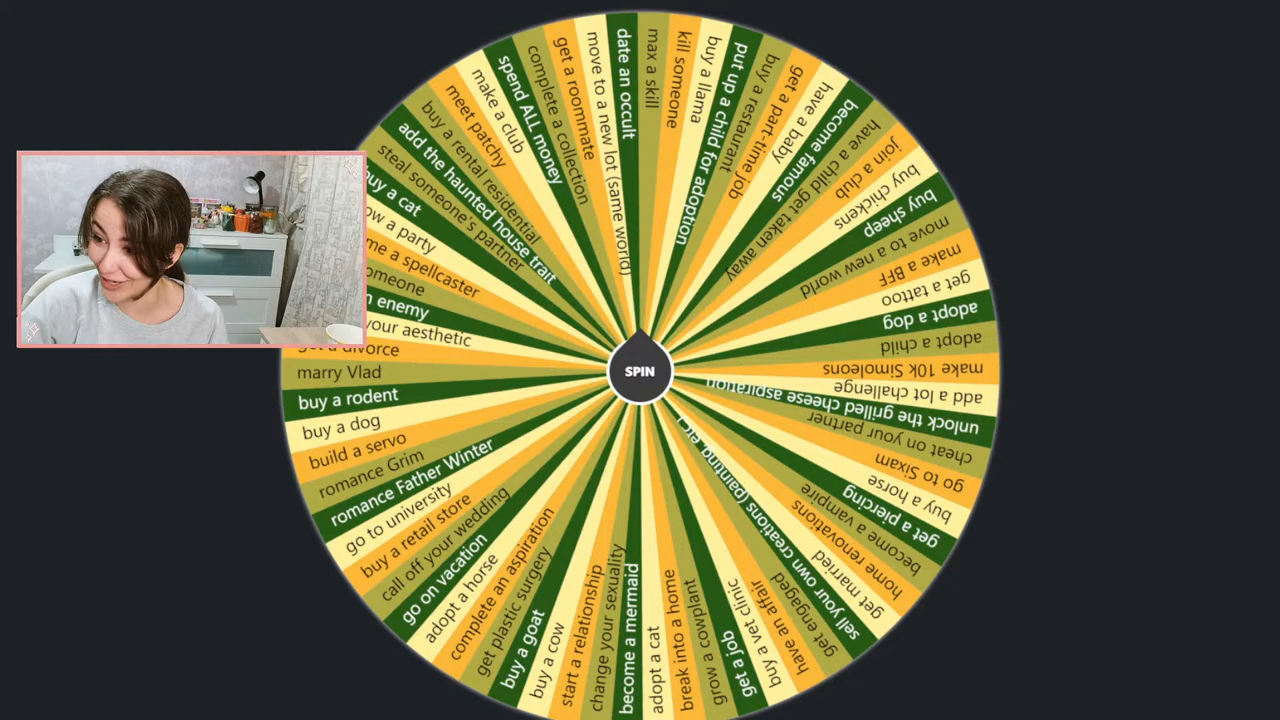 date an occult
max a skill
kill someone
buy a llama
put up a child for adoption
buy a restaurant
get a part-time job
have a baby
become famous
have a child get taken away
join a club
buy chickens
buy sheep
move to a new world
make a BFF
get a tattoo
adopt a dog
adopt a child
make 10k Simoleons
add a lot challenge
unlock the grilled cheese aspiration
cheat on your partner
go to Sixam
buy a horse
get a piercing
become a vampire
home renovations
get married
sell your own creations (painting, etc.)
get engaged
have an affair
buy a vet clinic
get a job
grow a cowplant
break into a home
adopt a cat
become a mermaid
change your sexuality
start a relationship
buy a cow
buy a goat
get plastic surgery
complete an aspiration
adopt a horse
go on vacation
call off your wedding
buy a retail store
go to university
romance Father Winter
romance Grim
build a servo
buy a dog
buy a rodent
marry Vlad
get a divorce
your aesthetic
enemy
omeone
me a spellcaster
ow a party
buy a cat
steal someone's partner
add the haunted house trait
buy a rental residential
meet patchy
make a club
spend ALL money
complete a collection
get a roommate
move to a new lot (same world)
SPIN